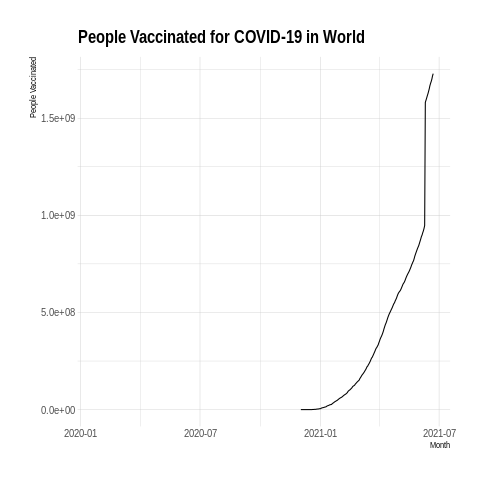 People Vaccinated for COVID-19 in World
People Vaccinated
1.5e+09
1.0e+09
5.0e+08
0.0e+00
2020-01 2020-07 2021-01 2021-07
Month